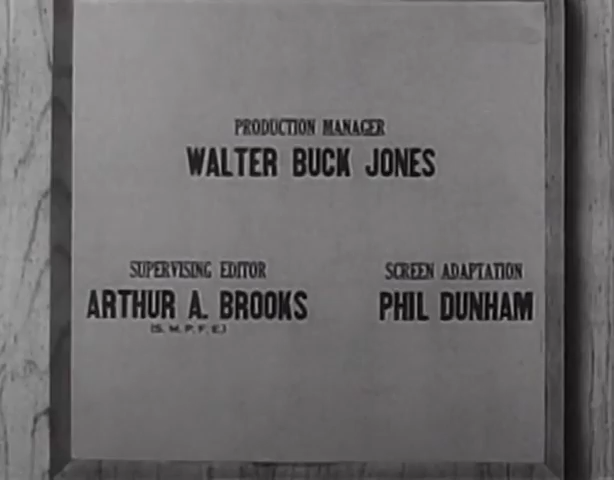 PRODUCTION MANAGER
WALTER BUCK JONES
SUPERVISING EDITOR
ARTHUR A. BROOKS
(S. M. P. F. E.)
SCREEN ADAPTATION
PHIL DUNHAM